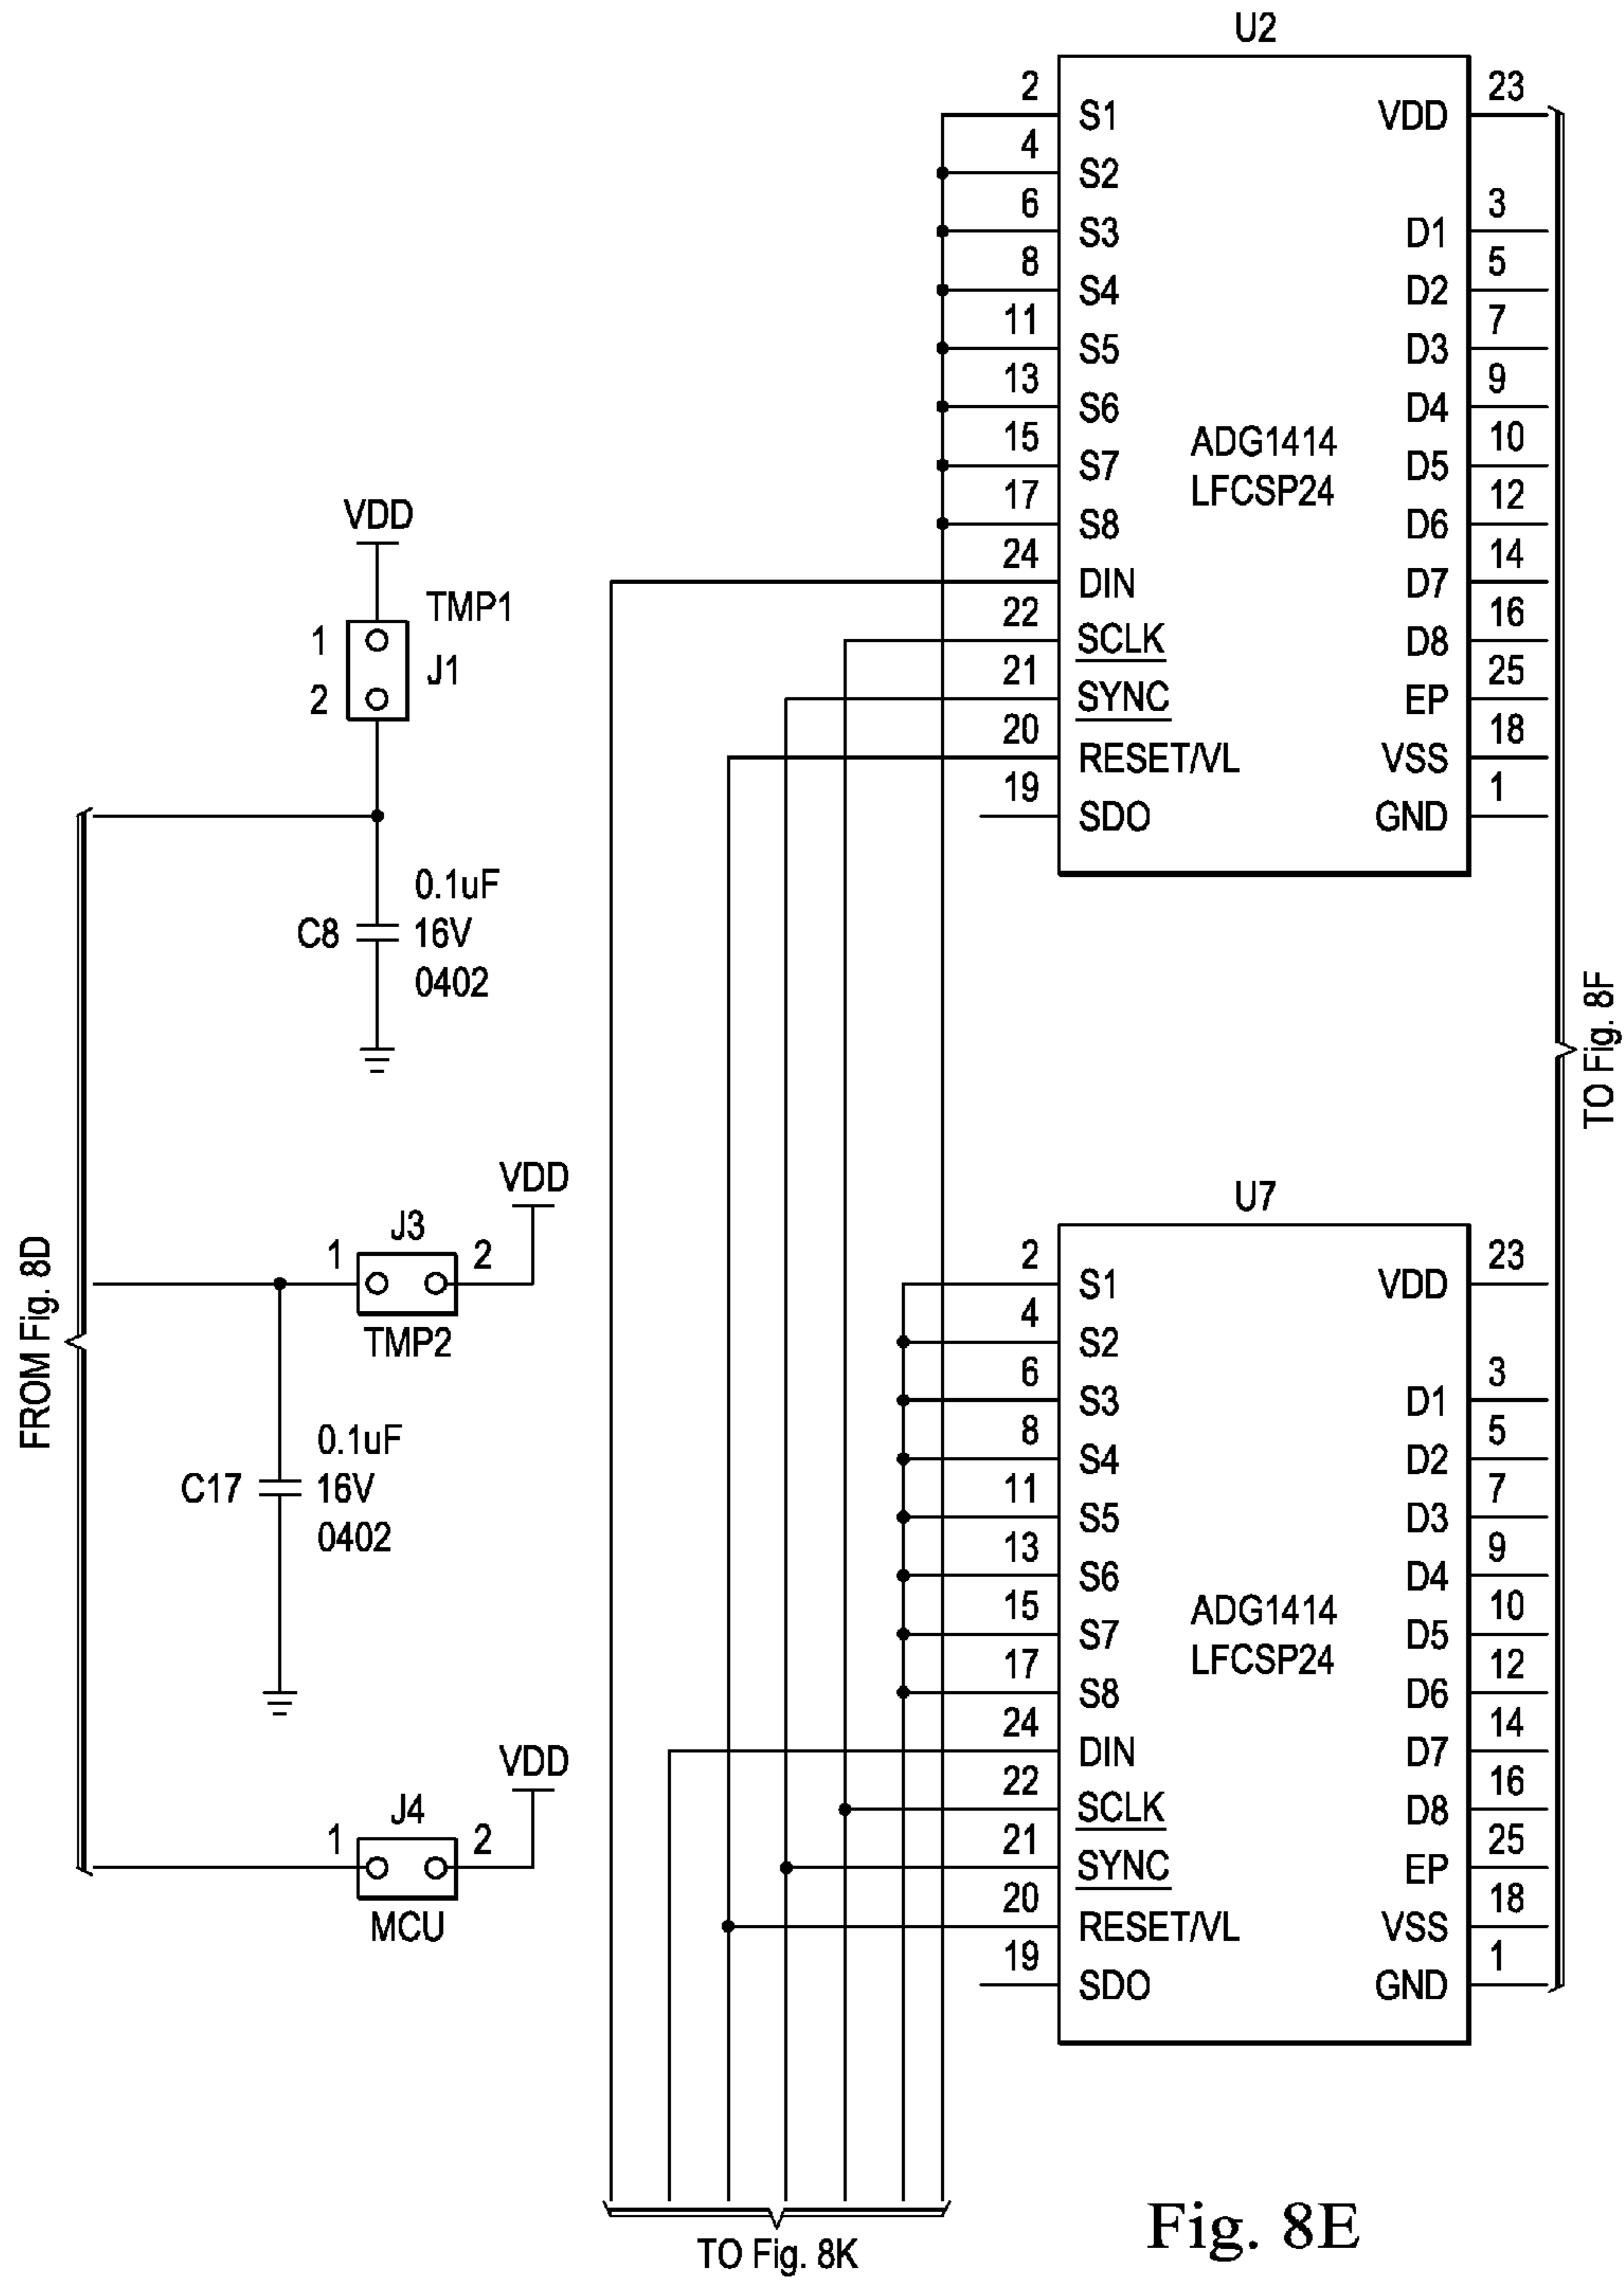 U2
2 S1 VDD 23
4 S2
6 S3 D1 3
8 S4 D2 5
11 S5 D3 7
13 S6 D4 9
15 S7 D5 10
17 S8 D6 12
24 DIN D7 14
22 SCLK D8 16
21 SYNC EP 25
20 RESET/VL VSS 18
19 SDO GND 1
ADG1414
LFCSP24
VDD
TMP1
1
J1
2
0.1uF
C8 16V
0402
FROM Fig. 8D
J3
1 2
VDD
TMP2
0.1uF
C17 16V
0402
J4
1 2
VDD
MCU
U7
2 S1 VDD 23
4 S2
6 S3 D1 3
8 S4 D2 5
11 S5 D3 7
13 S6 D4 9
15 S7 D5 10
17 S8 D6 12
24 DIN D7 14
22 SCLK D8 16
21 SYNC EP 25
20 RESET/VL VSS 18
19 SDO GND 1
ADG1414
LFCSP24
TO Fig. 8F
TO Fig. 8K
Fig. 8E